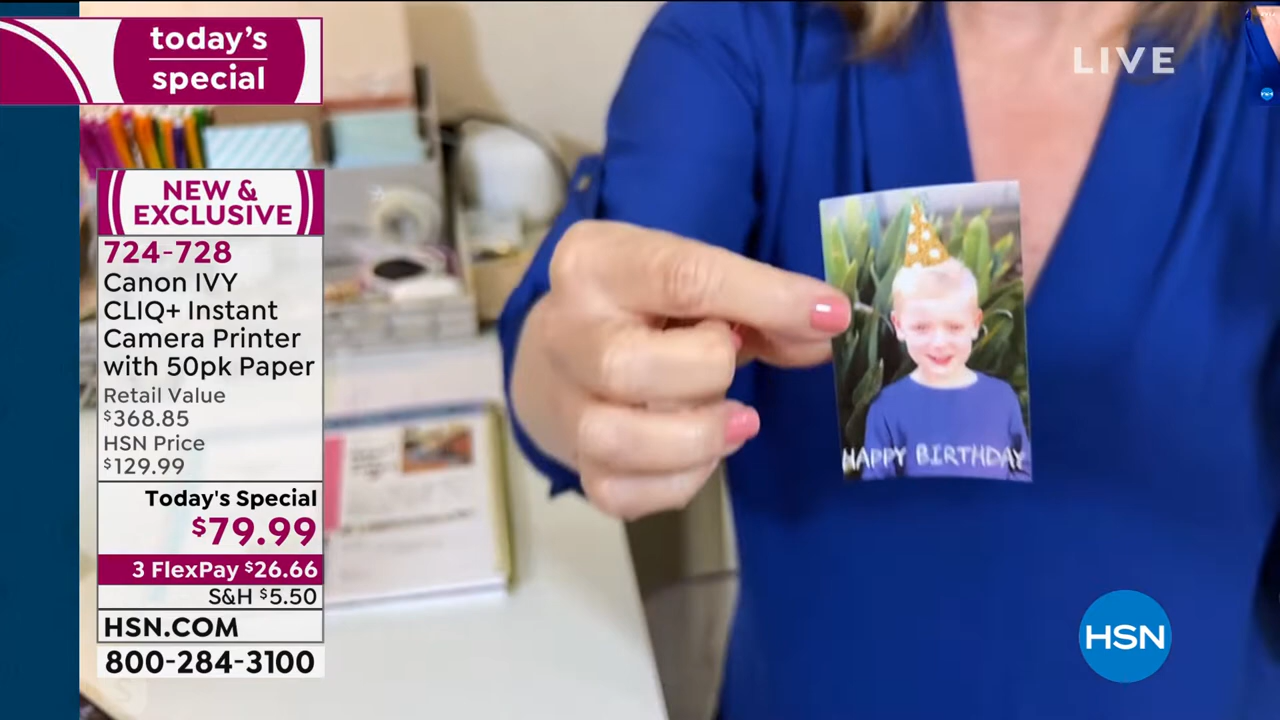 today's
special
LIVE
NEW &
EXCLUSIVE
724-728
Canon IVY
CLIQ+ Instant
Camera Printer
with 50pk Paper
Retail Value
$368.85
HSN Price
$129.99
Today's Special
$79.99
3 FlexPay $26.66
S&H $5.50
HSN.COM
800-284-3100
HAPPY BIRTHDAY
HSN